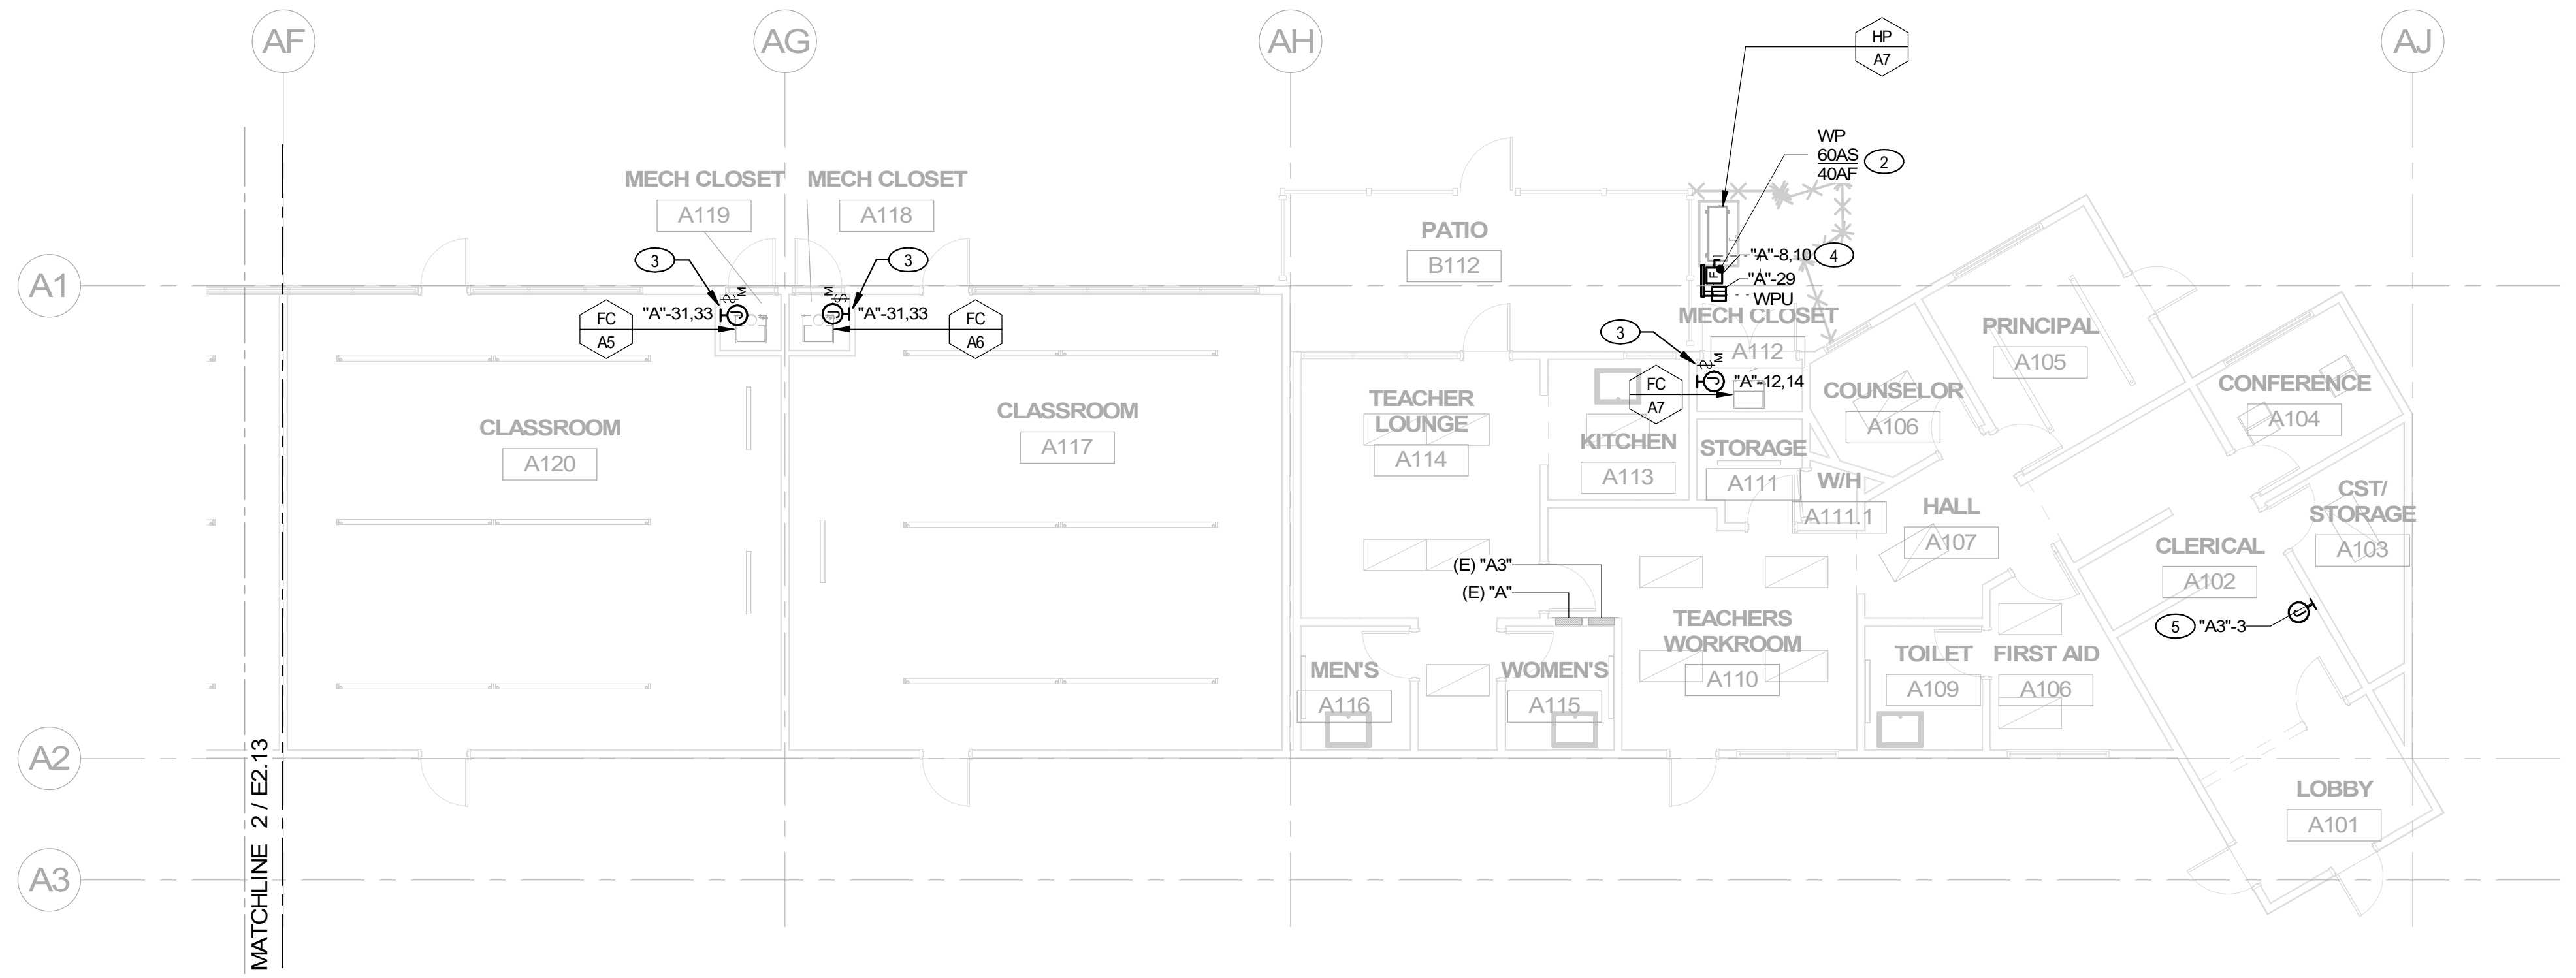 AF
AG
AH
AJ
HP
A7
WP
60AS
40AF
2
MECH CLOSET
A119
MECH CLOSET
A118
PATIO
B112
3
3
"A"-8,10
4
A1
"A"-29
WPU
M
M
J
J
F
"A"-31,33
"A"-31,33
FC
A5
FC
A6
MECH CLOSET
A112
3
M
J
"A"-12,14
FC
A7
PRINCIPAL
A105
CONFERENCE
A104
COUNSELOR
A106
CLASSROOM
A120
CLASSROOM
A117
TEACHER
LOUNGE
A114
KITCHEN
A113
STORAGE
A111
W/H
A111.1
HALL
A107
CST/
STORAGE
A103
CLERICAL
A102
(E) "A3"
(E) "A"
5
"A3"-3
J
TEACHERS
WORKROOM
A110
MEN'S
A116
WOMEN'S
A115
TOILET
A109
FIRST AID
A106
A2
LOBBY
A101
A3
MATCHLINE 2 / E2.13